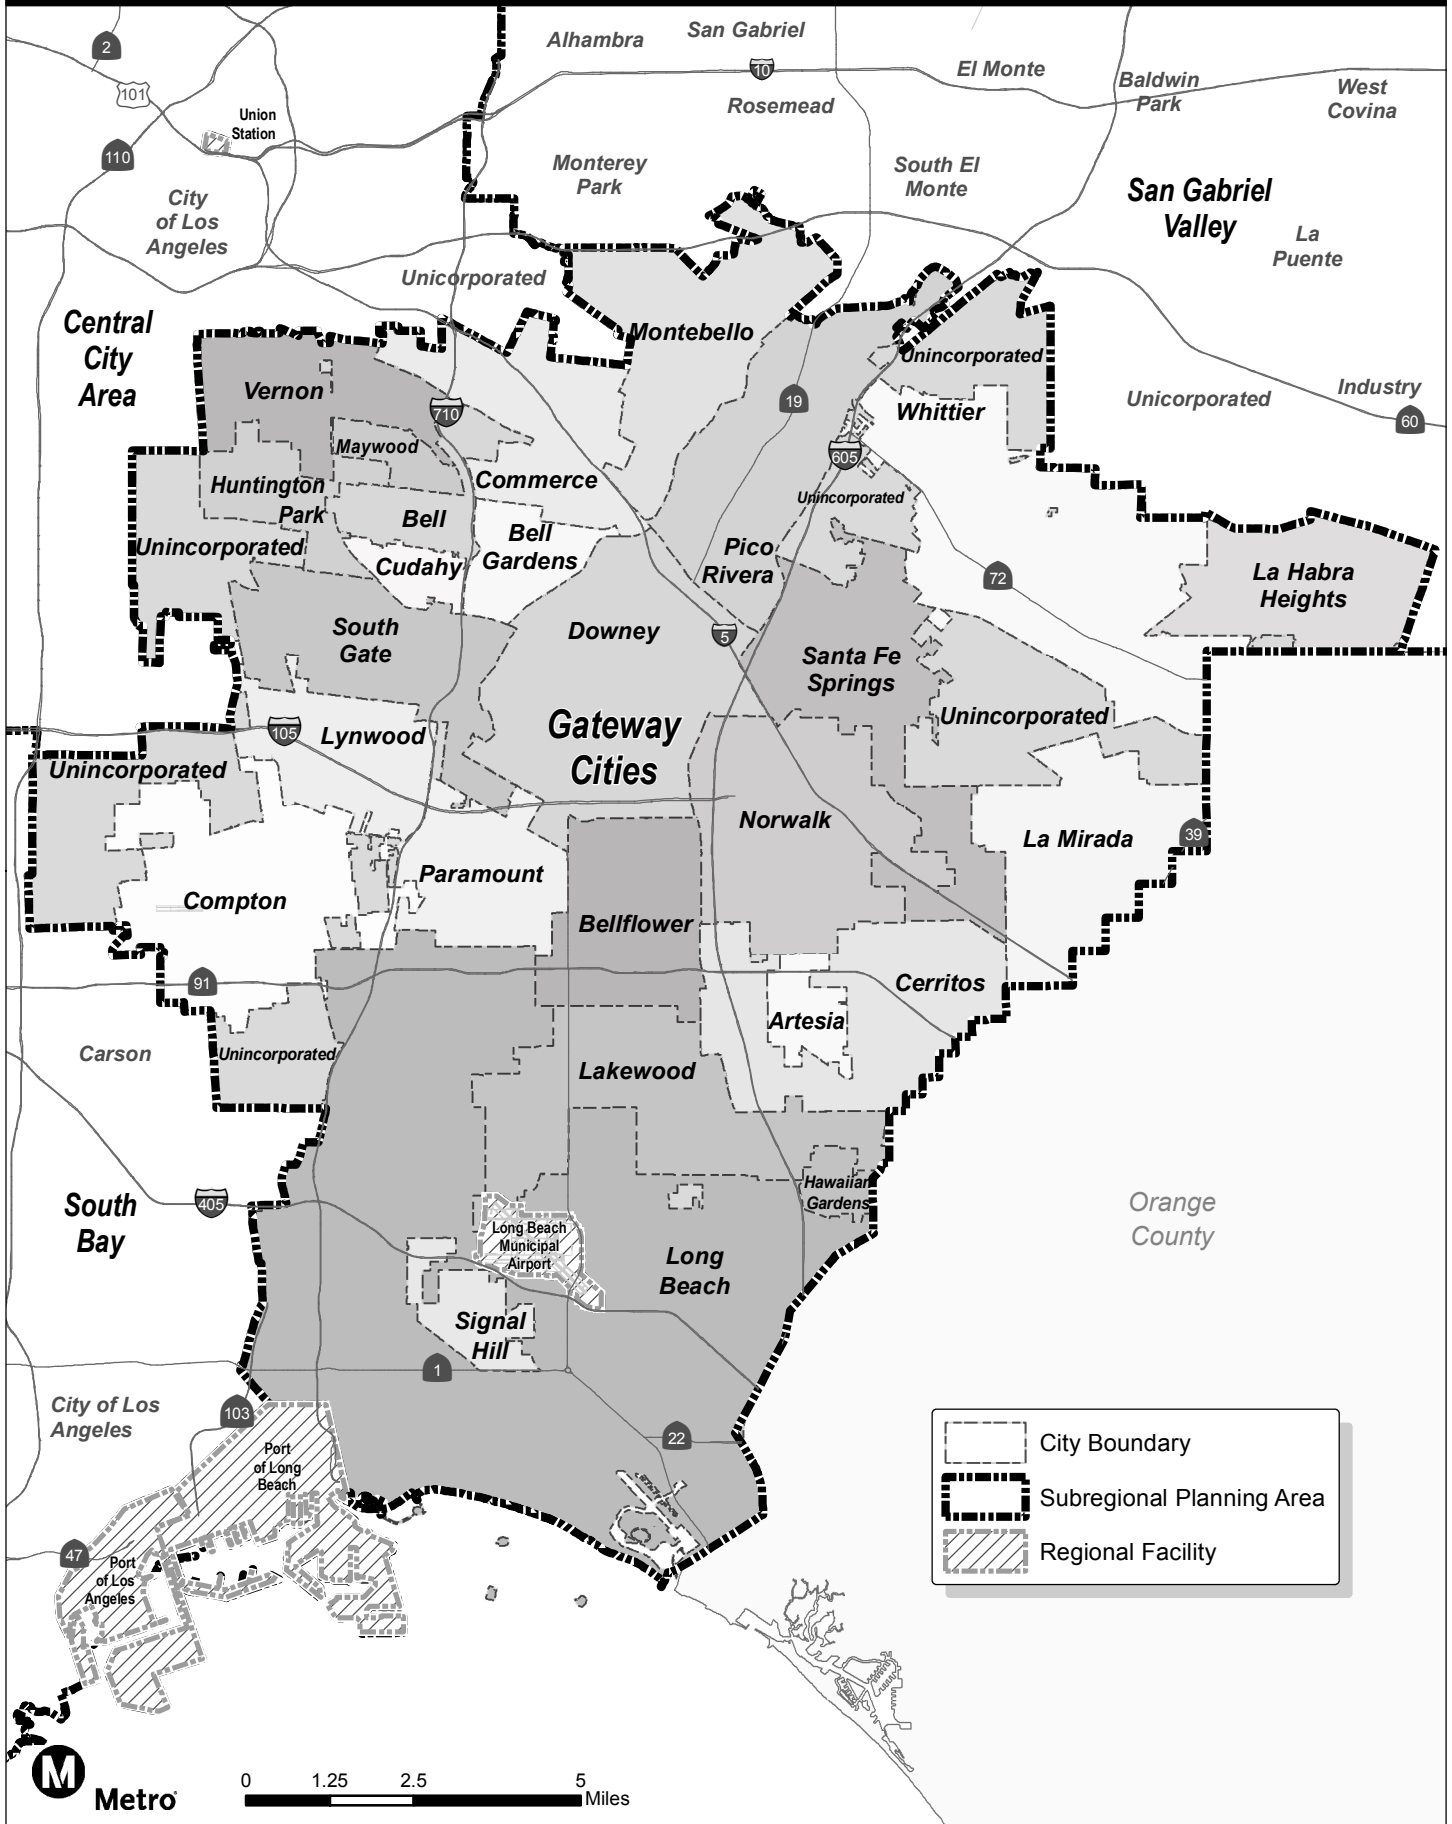 San Gabriel
Alhambra
2
10
El Monte
Baldwin
Park
West
Covina
101
Rosemead
Union
Station
110
Monterey
Park
South El
Monte
San Gabriel
Valley
City
of Los
Angeles
La
Puente
Unicorporated
Central
City
Area
Montebello
Unincorporated
Vernon
Unicorporated
Industry
19
710
Whittier
60
Maywood
605
Commerce
Huntington
Park
Unincorporated
Bell
Bell
Gardens
Unincorporated
Pico
Rivera
Cudahy
72
La Habra
Heights
South
Gate
Downey
5
Santa Fe
Springs
Unincorporated
Gateway
Cities
105
Lynwood
Unincorporated
Norwalk
La Mirada
39
Paramount
Compton
Bellflower
91
Cerritos
Artesia
Carson
Unincorporated
Lakewood
Hawaiian
Gardens
South
Bay
405
Orange
County
Long Beach
Municipal
Airport
Long
Beach
Signal
Hill
1
City of Los
Angeles
103
22
Port
of Long
Beach
City Boundary
Subregional Planning Area
Regional Facility
47
Port
of Los
Angeles
M
Metro
0 1.25 2.5 5
Miles